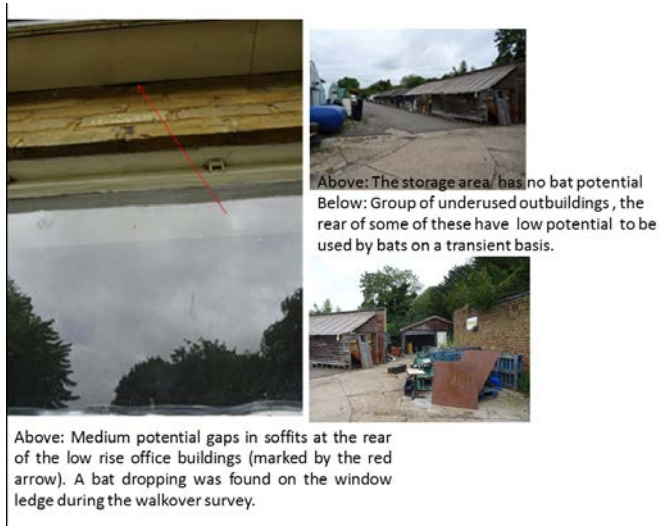 Above: The storage area has no bat potential
Below: Group of underused outbuildings , the
rear of some of these have low potential to be
used by bats on a transient basis.
Above: Medium potential gaps in soffits at the rear
of the low rise office buildings (marked by the red
arrow). A bat dropping was found on the window
ledge during the walkover survey.